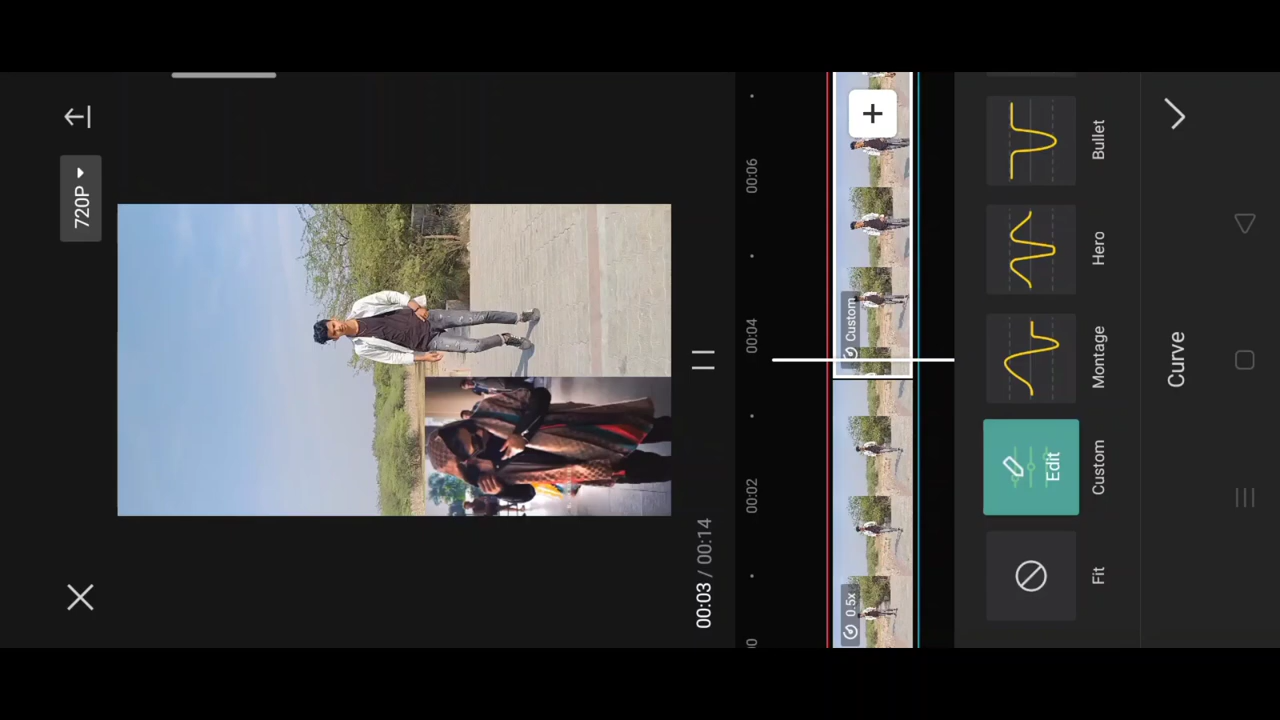 720P
00:03 / 00:14
00
00:02
00:04
00:06
0.5x
Custom
Fit
Edit
Custom
Montage
Hero
Bullet
Curve